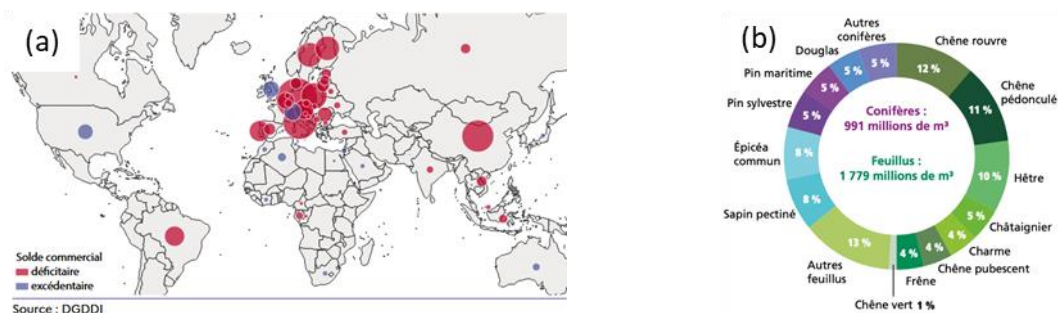 (a)
Solde commercial
déficitaire
excédentaire
Source : DGDDI
(b)
Autres
conifères
Douglas
Pin maritime
Pin sylvestre
Épicéa
commun
Sapin pectiné
Autres
feuillus
Chêne vert 1 %
Frêne
Chêne pubescent
Charme
Châtaignier
Hêtre
Chêne
pédonculé
Chêne rouvre
5 %
5 %
5 %
5 %
8 %
8 %
13 %
4 %
4 %
4 %
5 %
10 %
11 %
12 %
Conifères :
991 millions de m³
Feuillus :
1 779 millions de m³